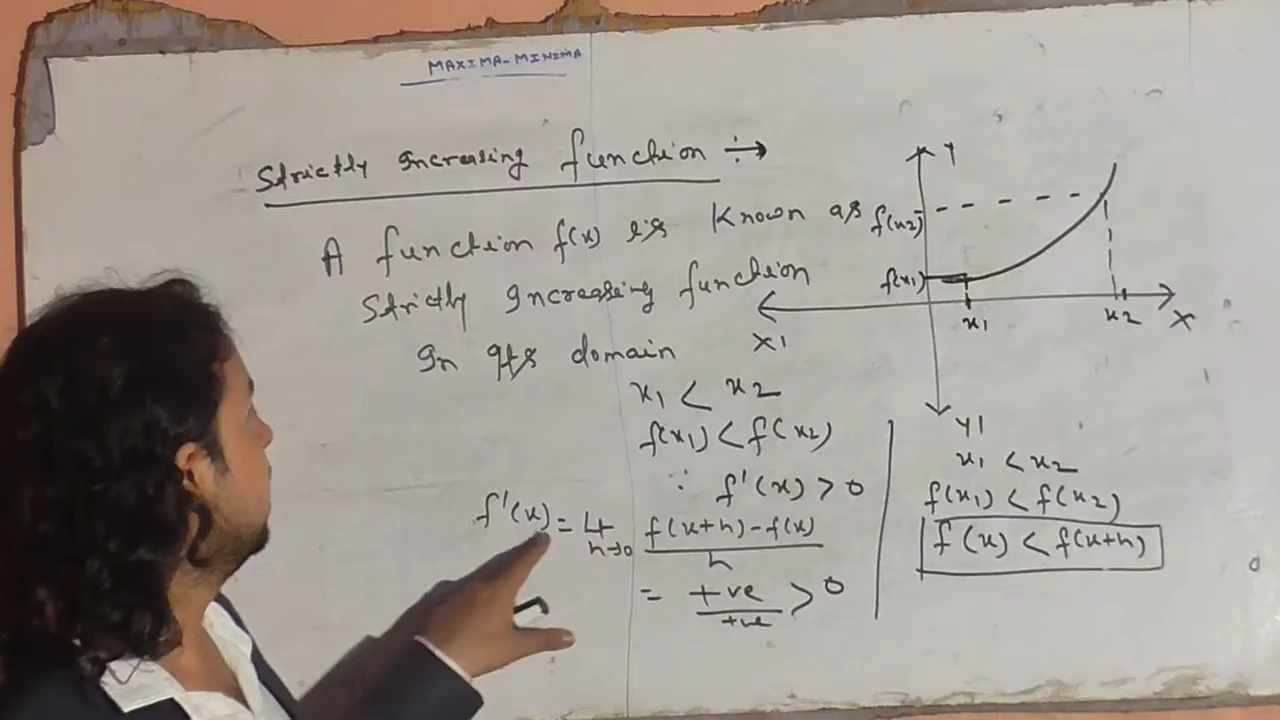 MAXIMA-MINIMA
Strictly Increasing function ÷→
A function f(x) is known as
Strictly Increasing function
In Its domain
x1 < x2
f(x1) < f(x2)
∵ f'(x) > 0
f'(x) = Lt h→0 f(x+h)-f(x) / h
= +ve / +ve > 0
Y
f(x2)
f(x1)
x1
x2
X
X1
Y1
x1 < x2
f(x1) < f(x2)
f(x) < f(x+h)